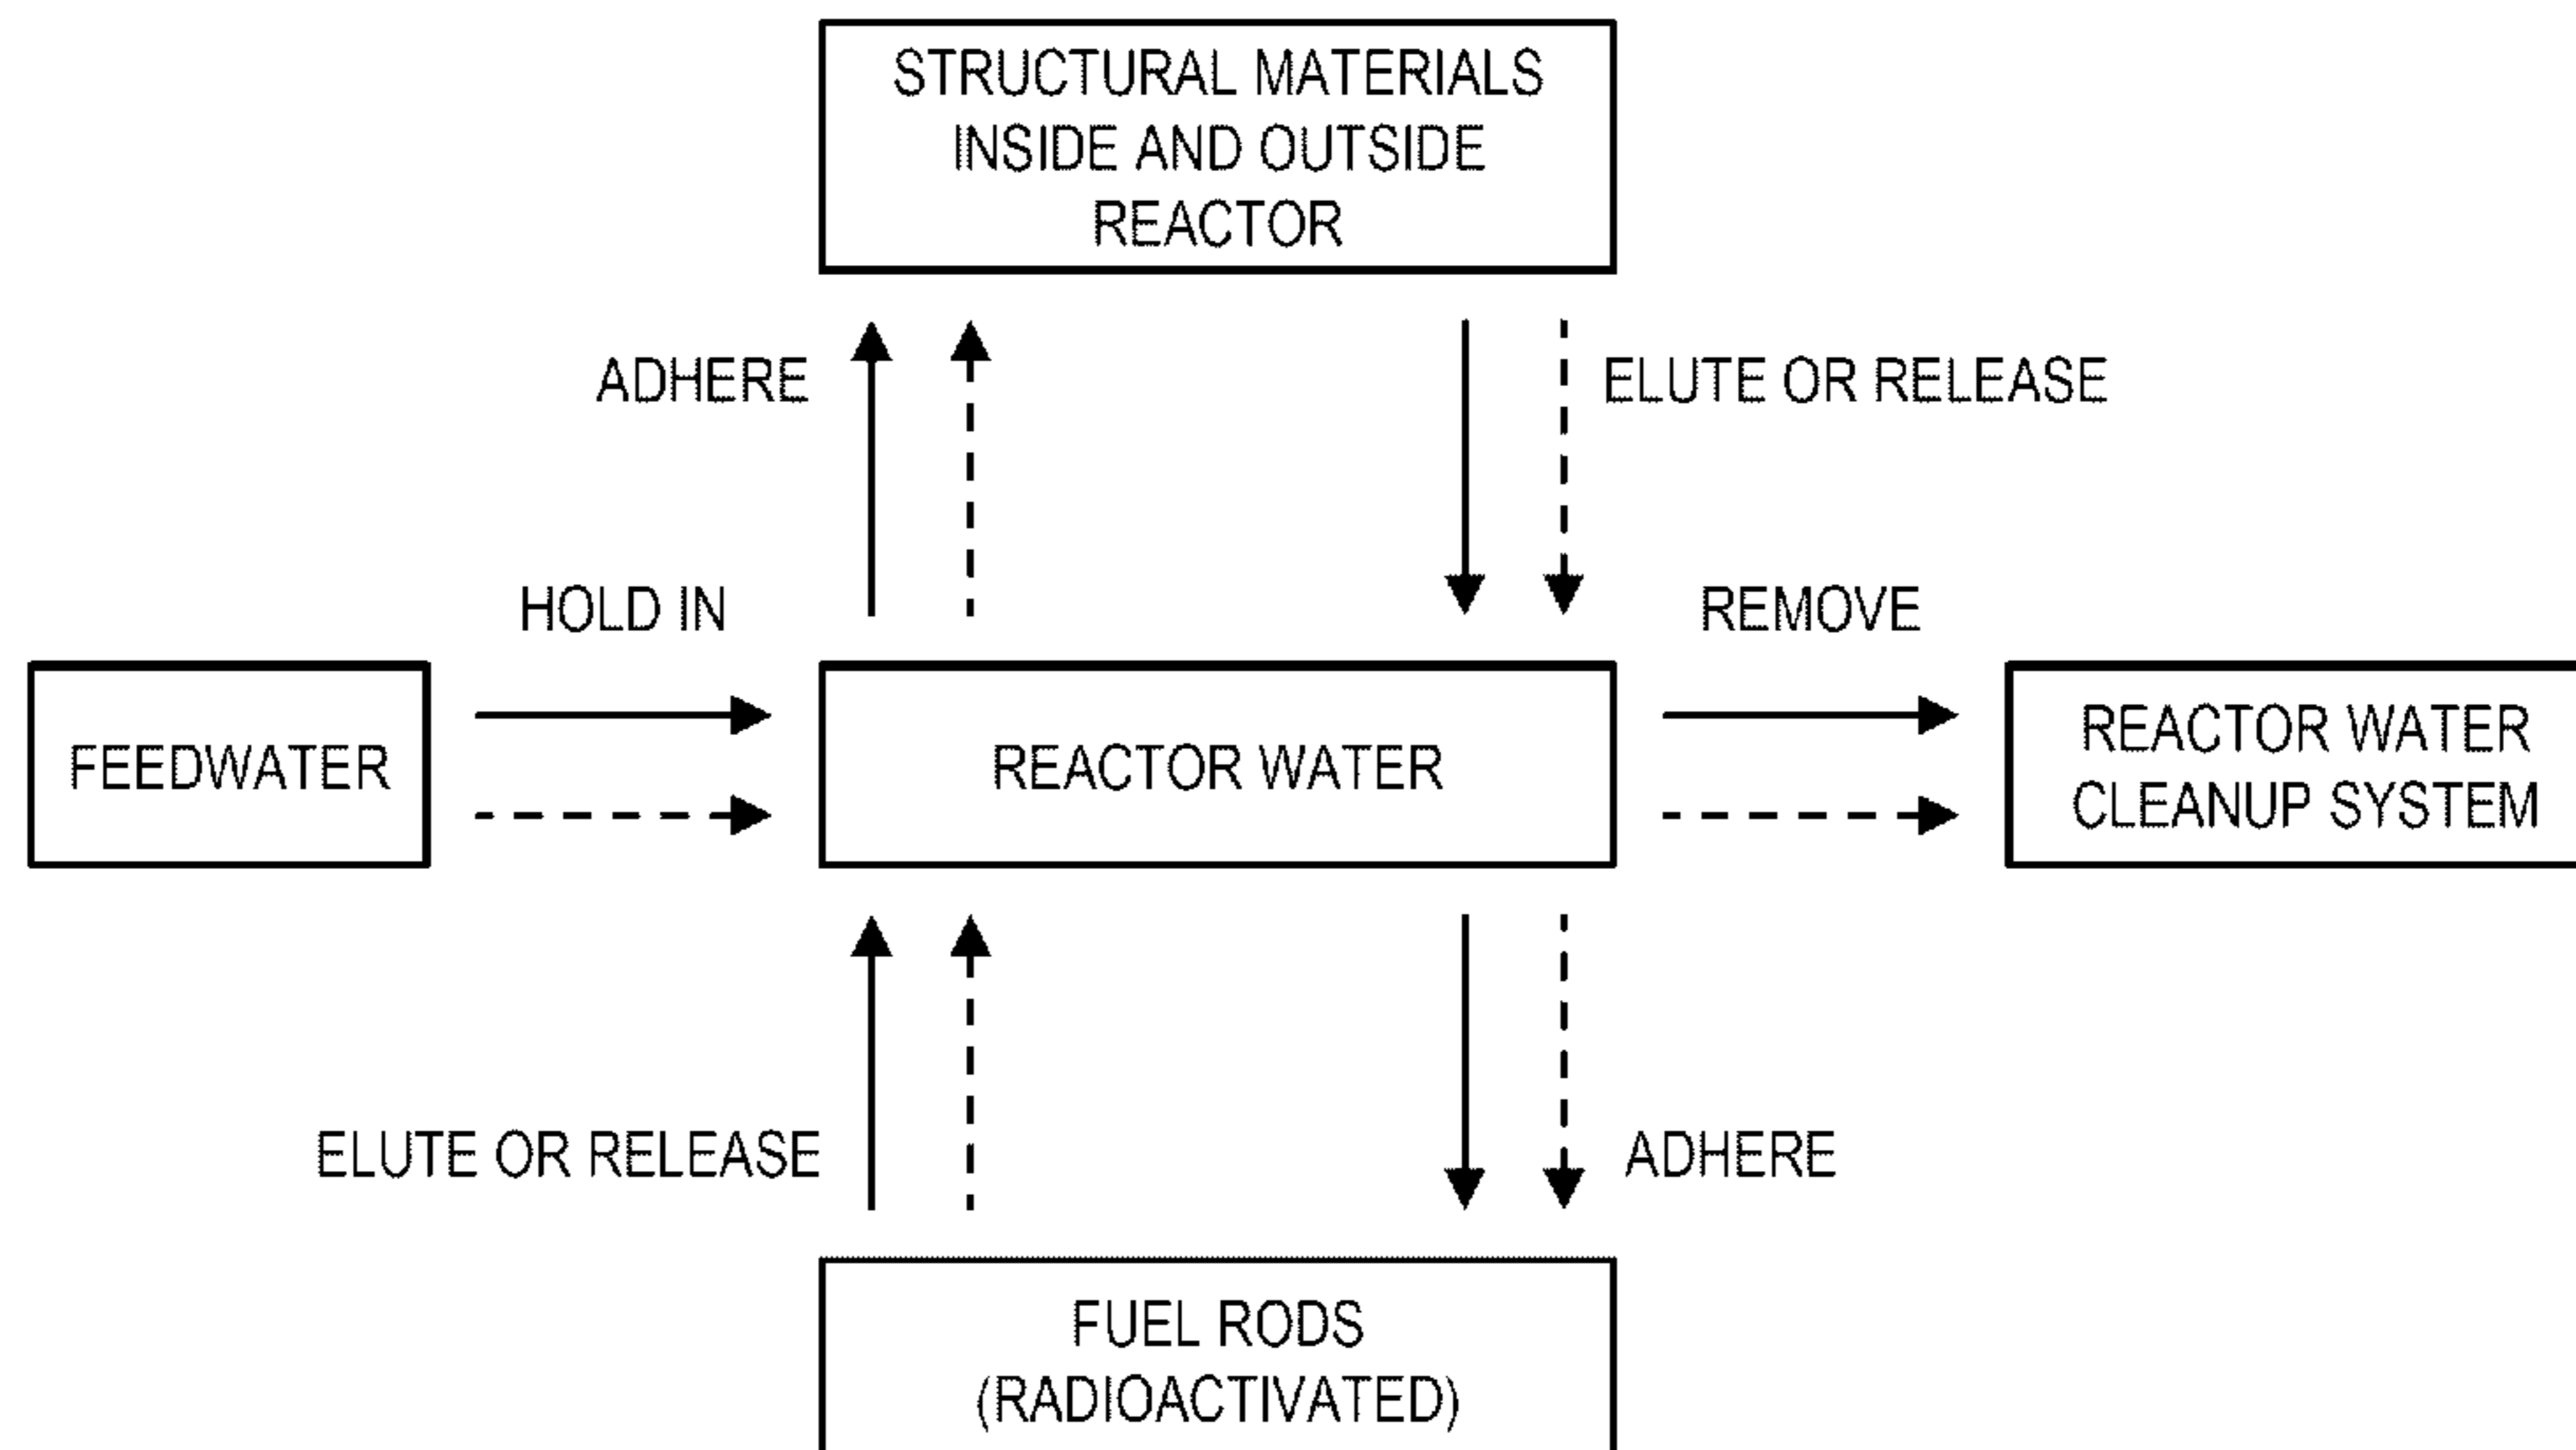 STRUCTURAL MATERIALS
INSIDE AND OUTSIDE
REACTOR
ADHERE
ELUTE OR RELEASE
HOLD IN
REMOVE
FEEDWATER
REACTOR WATER
REACTOR WATER
CLEANUP SYSTEM
ELUTE OR RELEASE
ADHERE
FUEL RODS
(RADIOACTIVATED)